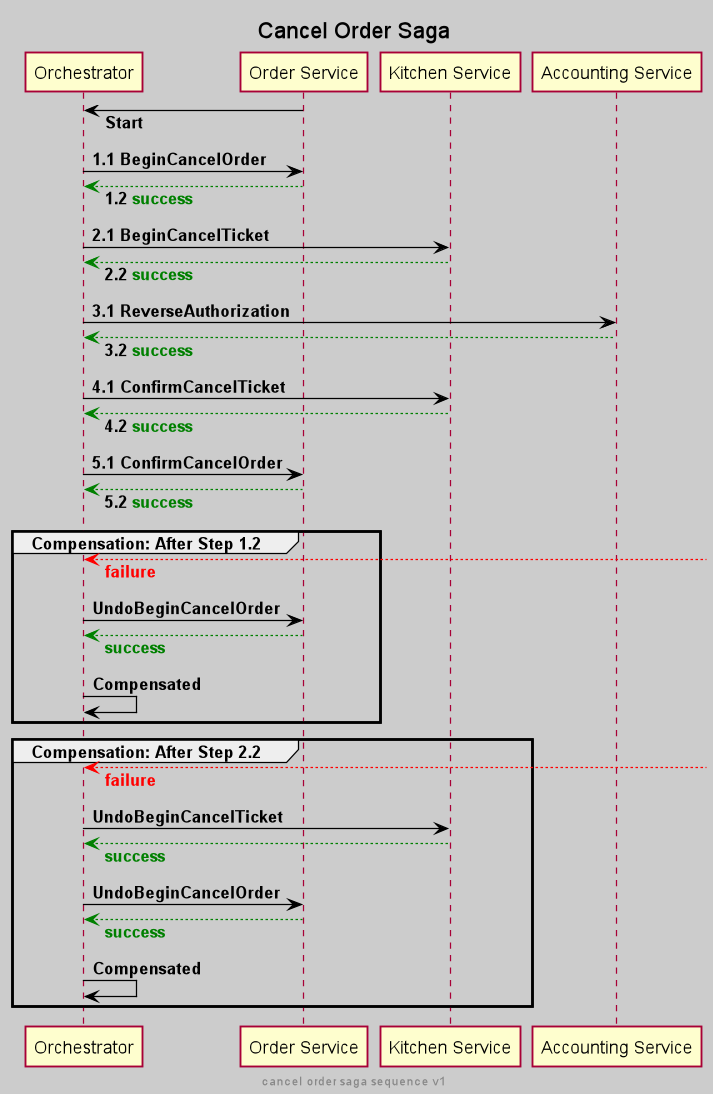 Cancel Order Saga
Orchestrator Order Service Kitchen Service Accounting Service
Start
1.1 BeginCancelOrder
1.2 success
2.1 BeginCancelTicket
2.2 success
3.1 ReverseAuthorization
3.2 success
4.1 ConfirmCancelTicket
4.2 success
5.1 ConfirmCancelOrder
5.2 success
Compensation: After Step 1.2
failure
UndoBeginCancelOrder
success
Compensated
Compensation: After Step 2.2
failure
UndoBeginCancelTicket
success
UndoBeginCancelOrder
success
Compensated
Orchestrator Order Service Kitchen Service Accounting Service
cancel order saga sequence v1